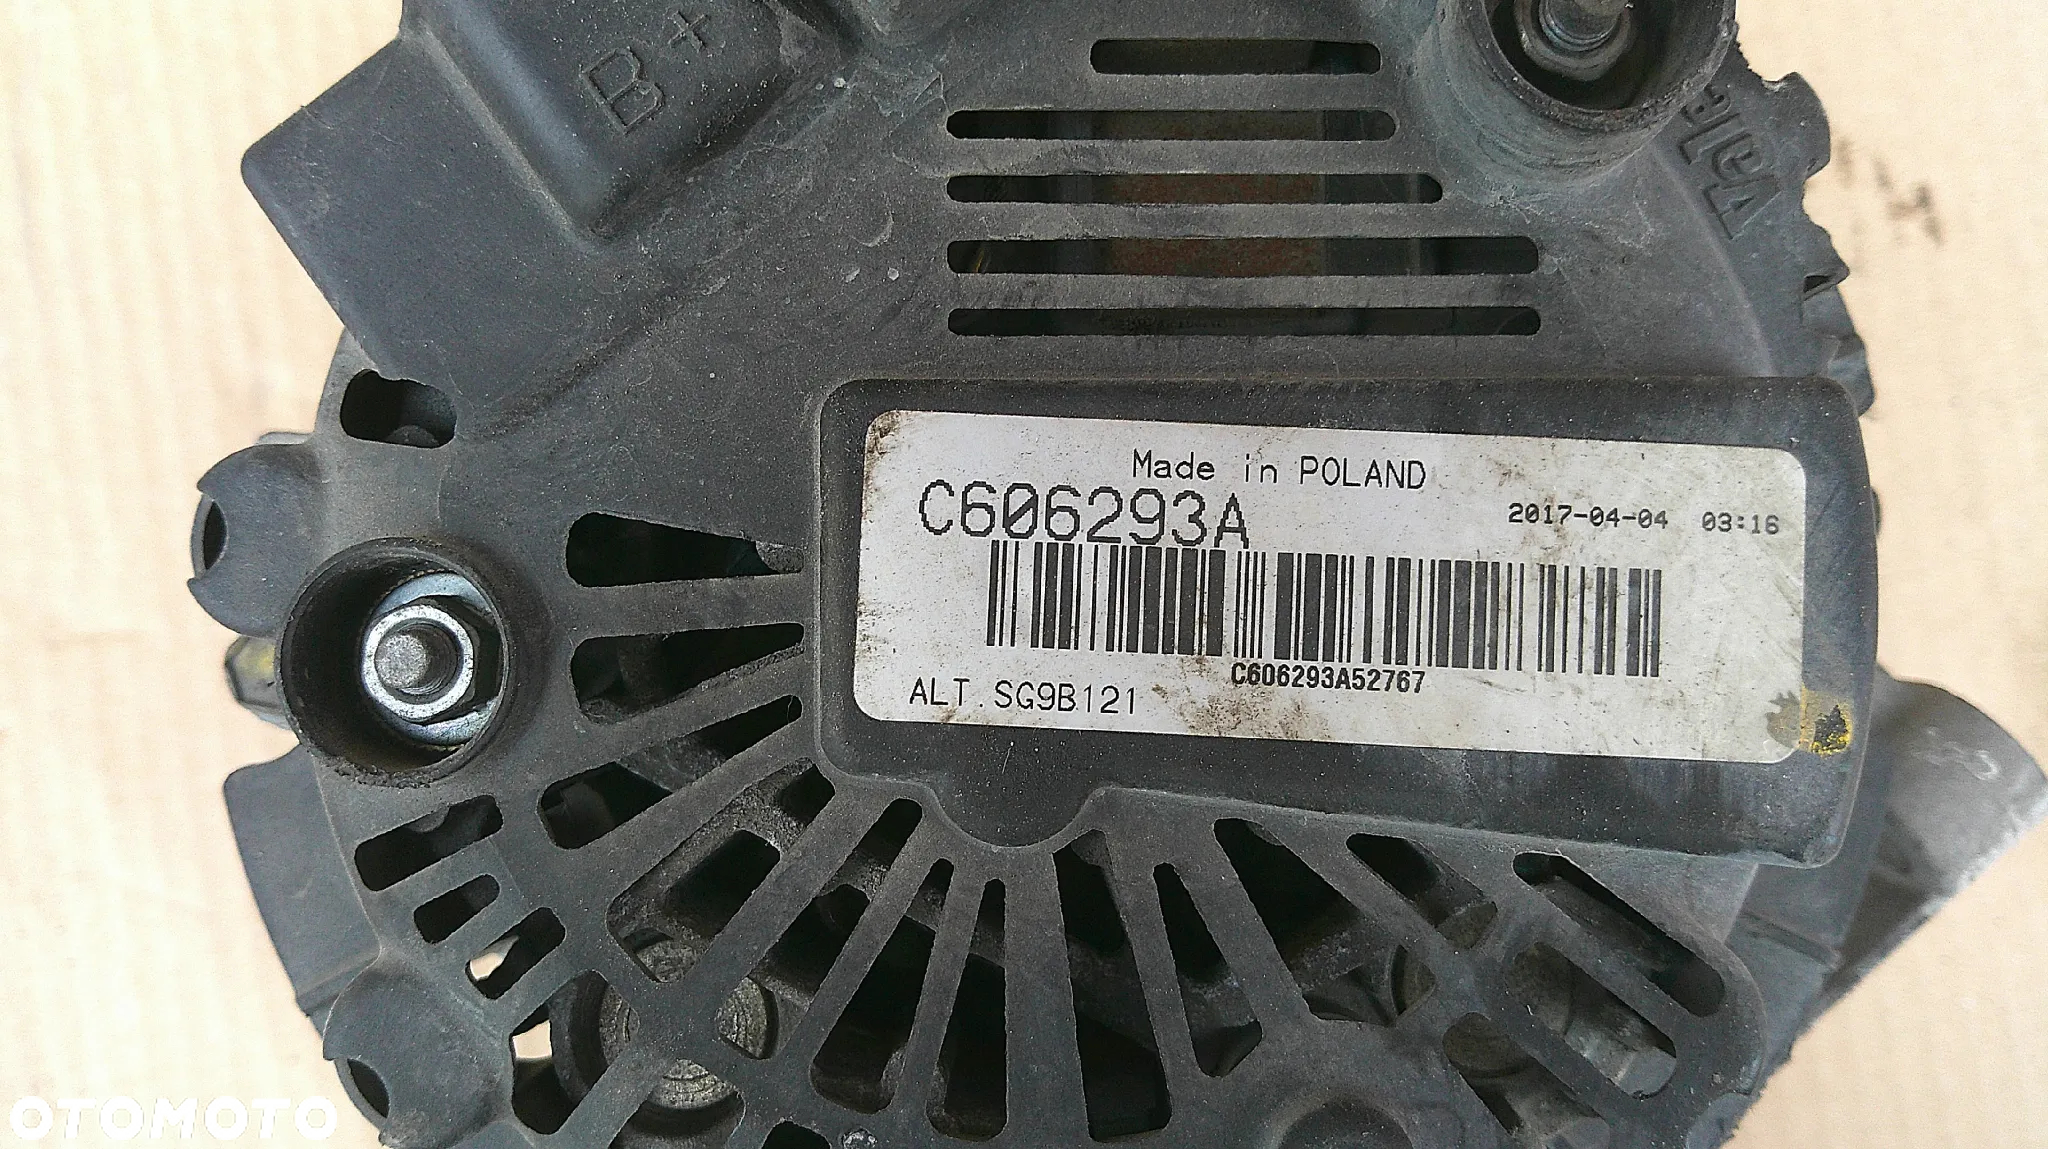 B+
Made in POLAND
C606293A
2017-04-04 03:16
C606293A52767
ALT.SG9B121
OTOMOTO